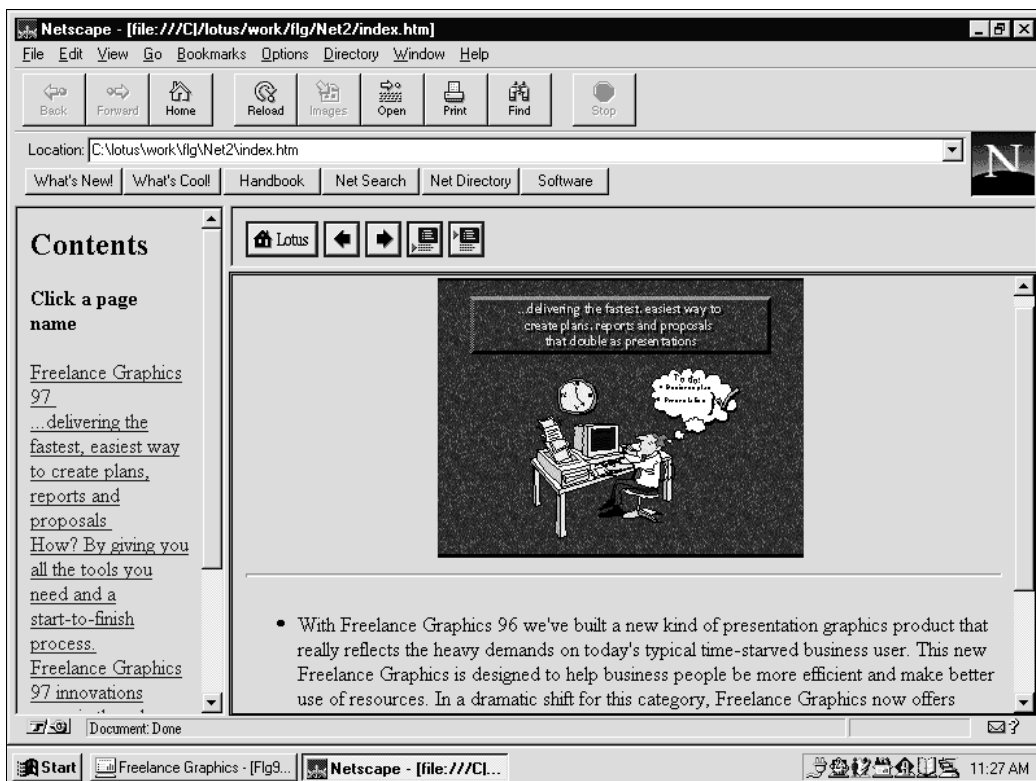 Netscape - [file:///C|/lotus/work/flg/Net2/index.htm]
File Edit View Go Bookmarks Options Directory Window Help
Back Forward Home Reload Images Open Print Find Stop
Location: C:\lotus\work\flg\Net2\index.htm
N
What's New! What's Cool! Handbook Net Search Net Directory Software
Contents
Click a page
name
Freelance Graphics
97
...delivering the
fastest, easiest way
to create plans,
reports and
proposals
How? By giving you
all the tools you
need and a
start-to-finish
process.
Freelance Graphics
97 innovations
Lotus
...delivering the fastest, easiest way to
create plans, reports and proposals
that double as presentations
To do:
Business plan
Presentation
With Freelance Graphics 96 we've built a new kind of presentation graphics product that
really reflects the heavy demands on today's typical time-starved business user. This new
Freelance Graphics is designed to help business people be more efficient and make better
use of resources. In a dramatic shift for this category, Freelance Graphics now offers
Document: Done
Start Freelance Graphics - [Flg9... Netscape - [file:///C|... 11:27 AM